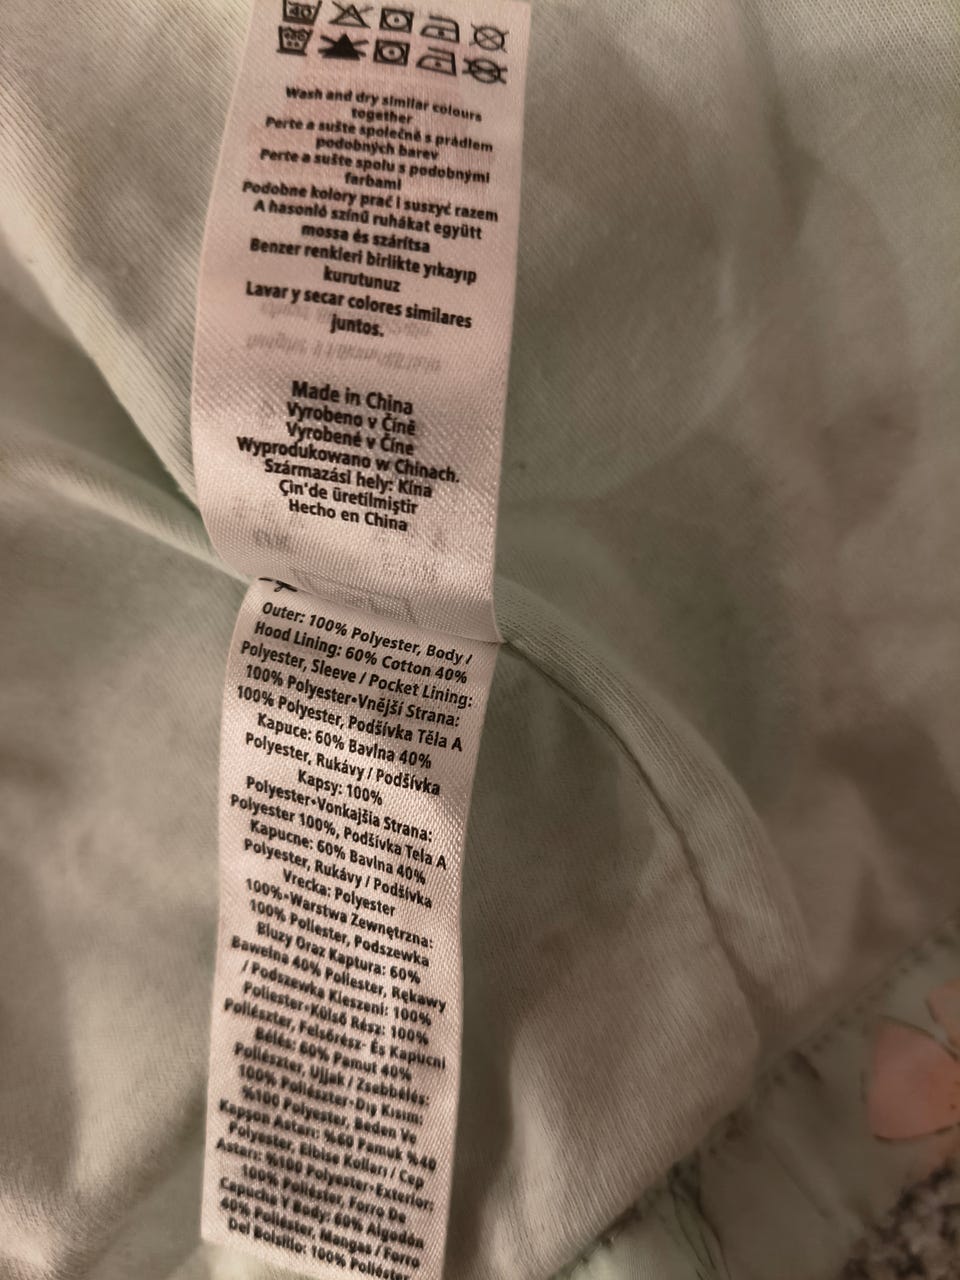 40
Wash and dry similar colours
together
Perte a sušte společně s prádlem
podobných barev
Perte a sušte spolu s podobnými
farbami
Podobne kolory prać i suszyć razem
A hasonló színű ruhákat együtt
mossa és szárítsa
Benzer renkleri birlikte yıkayıp
kurutunuz
Lavar y secar colores similares
juntos.
Made in China
Vyrobeno v Číně
Vyrobené v Číne
Wyprodukowano w Chinach.
Származási hely: Kína
Çin'de üretilmiştir
Hecho en China
Outer: 100% Polyester, Body /
Hood Lining: 60% Cotton 40%
Polyester, Sleeve / Pocket Lining:
100% Polyester•Vnější Strana:
100% Polyester, Podšívka Těla A
Kapuce: 60% Bavlna 40%
Polyester, Rukávy / Podšívka
Kapsy: 100%
Polyester•Vonkajšia Strana:
Polyester 100%, Podšívka Tela A
Kapucne: 60% Bavlna 40%
Polyester, Rukávy / Podšívka
Vrecka: Polyester
100%•Warstwa Zewnętrzna:
100% Poliester, Podszewka
Bluzy Oraz Kaptura: 60%
Bawełna 40% Poliester, Rękawy
/ Podszewka Kieszeni: 100%
Poliester•Külső Rész: 100%
Poliészter, Felsőrész- És Kapucni
Bélés: 60% Pamut 40%
Poliészter, Ujjak / Zsebbélés:
100% Poliészter•Dış Kısım:
%100 Polyester, Beden Ve
Kapşon Astarı: %60 Pamuk %40
Polyester, Elbise Kolları / Cep
Astarı: %100 Polyester•Exterior:
100% Poliéster, Forro De
Capucha Y Body: 60% Algodón
40% Poliéster, Mangas / Forro
Del Bolsillo: 100% Poliéster